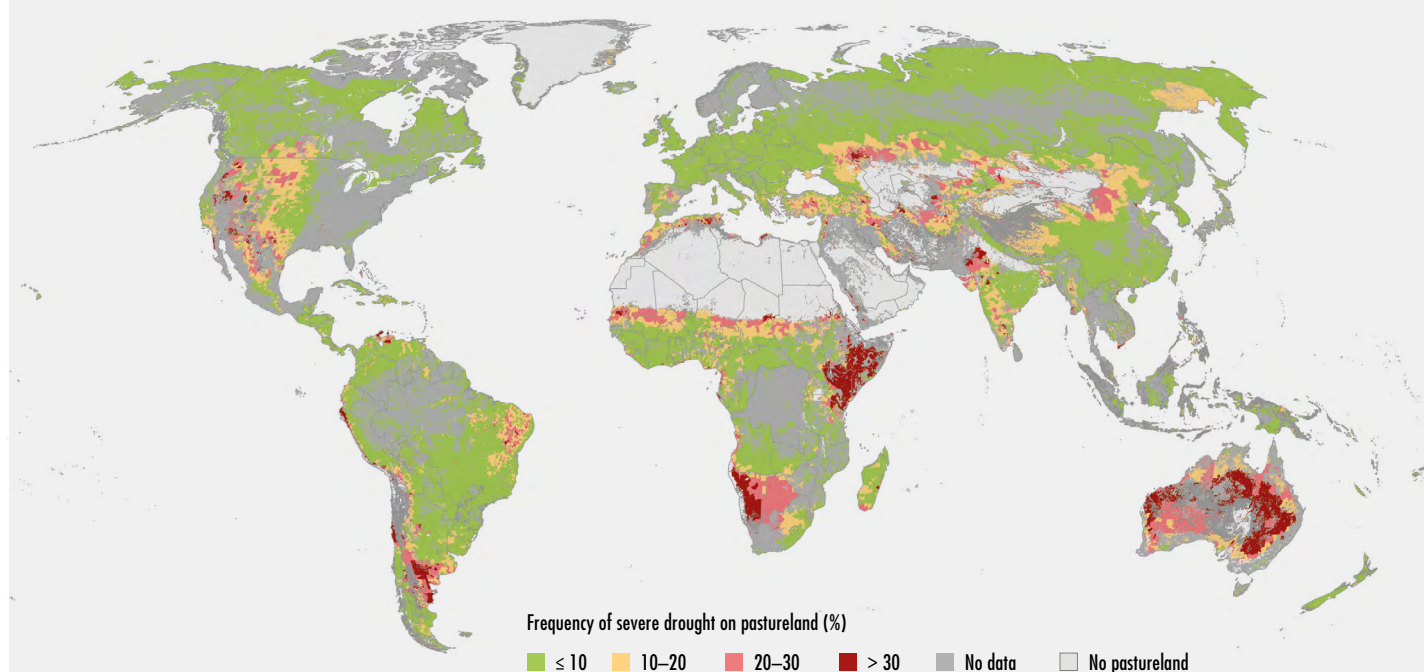 Frequency of severe drought on pastureland (%)
≤ 10 10–20 20–30 > 30 No data No pastureland